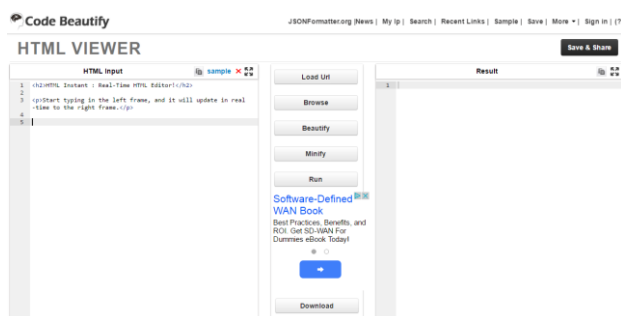 Code Beautify
JSONFormatter.org |News | My Ip | Search | Recent Links | Sample | Save | More | Sign in | (?
HTML VIEWER
Save & Share
HTML Input
sample
1 <h2>HTML Instant : Real-Time HTML Editor!</h2>
2
3 <p>Start typing in the left frame, and it will update in real
-time to the right frame.</p>
4
5
Load Url
Browse
Beautify
Minify
Run
Software-Defined
WAN Book
Best Practices, Benefits, and
ROI. Get SD-WAN For
Dummies eBook Today!
Download
Result
1